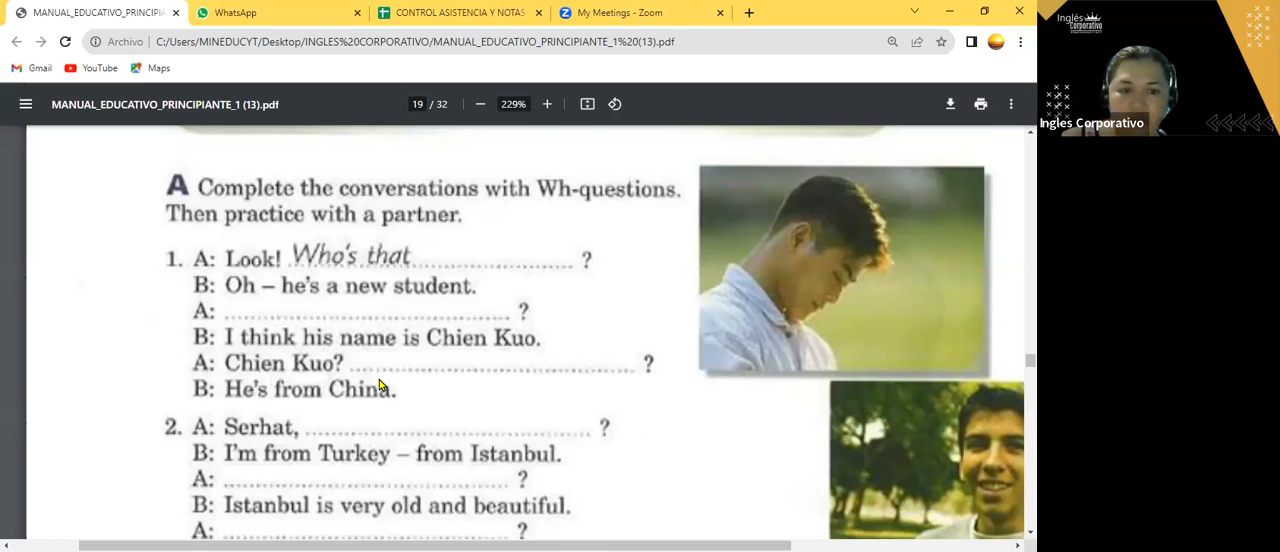 MANUAL_EDUCATIVO_PRINCIPIA
WhatsApp
CONTROL ASISTENCIA Y NOTAS
My Meetings - Zoom
Archivo
C:/Users/MINEDUCYT/Desktop/INGLES%20CORPORATIVO/MANUAL_EDUCATIVO_PRINCIPIANTE_1%20(13).pdf
Gmail
YouTube
Maps
MANUAL_EDUCATIVO_PRINCIPIANTE_1 (13).pdf
19 / 32
229%
A Complete the conversations with Wh-questions.
Then practice with a partner.
1. A: Look! Who's that ?
B: Oh – he's a new student.
A: ?
B: I think his name is Chien Kuo.
A: Chien Kuo? ?
B: He's from China.
2. A: Serhat, ?
B: I'm from Turkey – from Istanbul.
A: ?
B: Istanbul is very old and beautiful.
A: ?
Inglés
Corporativo
Ingles Corporativo